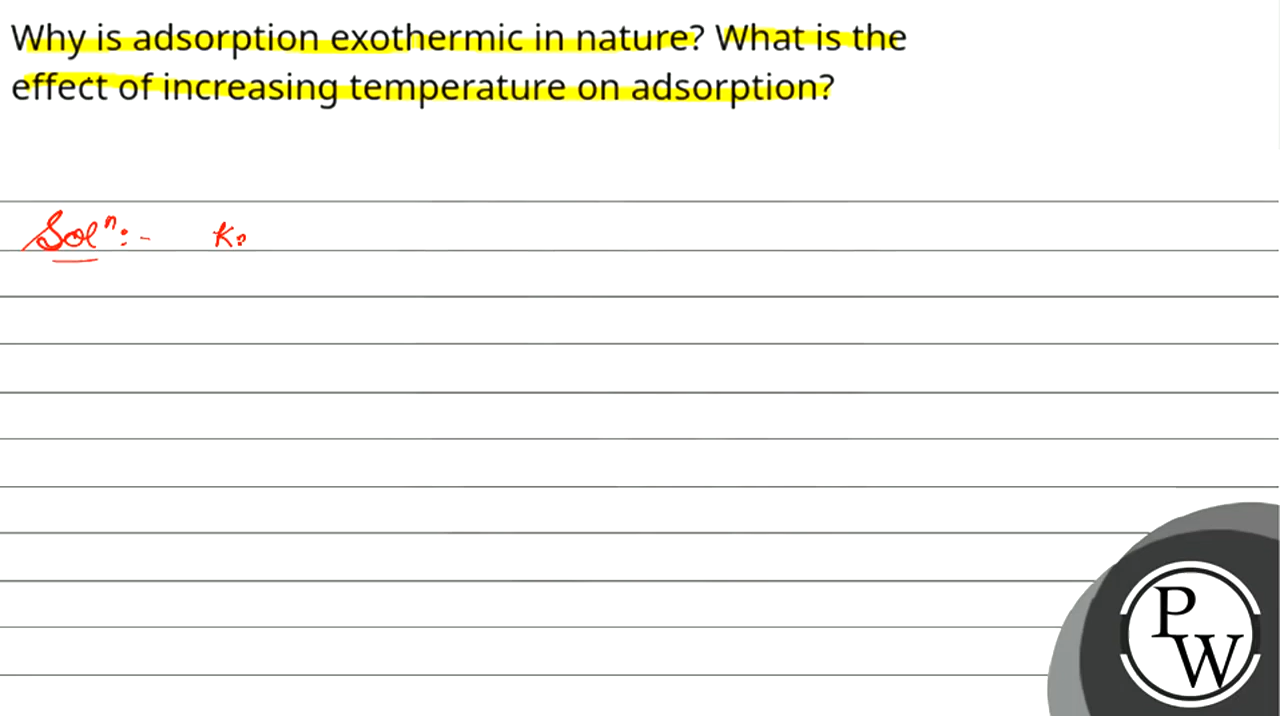 Why is adsorption exothermic in nature? What is the
effect of increasing temperature on adsorption?
Solⁿ:-
PW